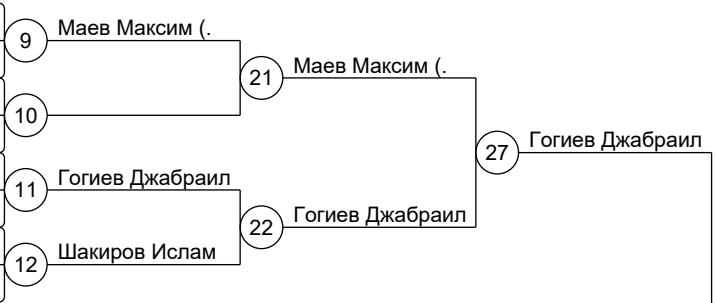 9
Маев Максим (.
21
Маев Максим (.
10
27
Гогиев Джабраил
11
Гогиев Джабраил
22
Гогиев Джабраил
12
Шакиров Ислам